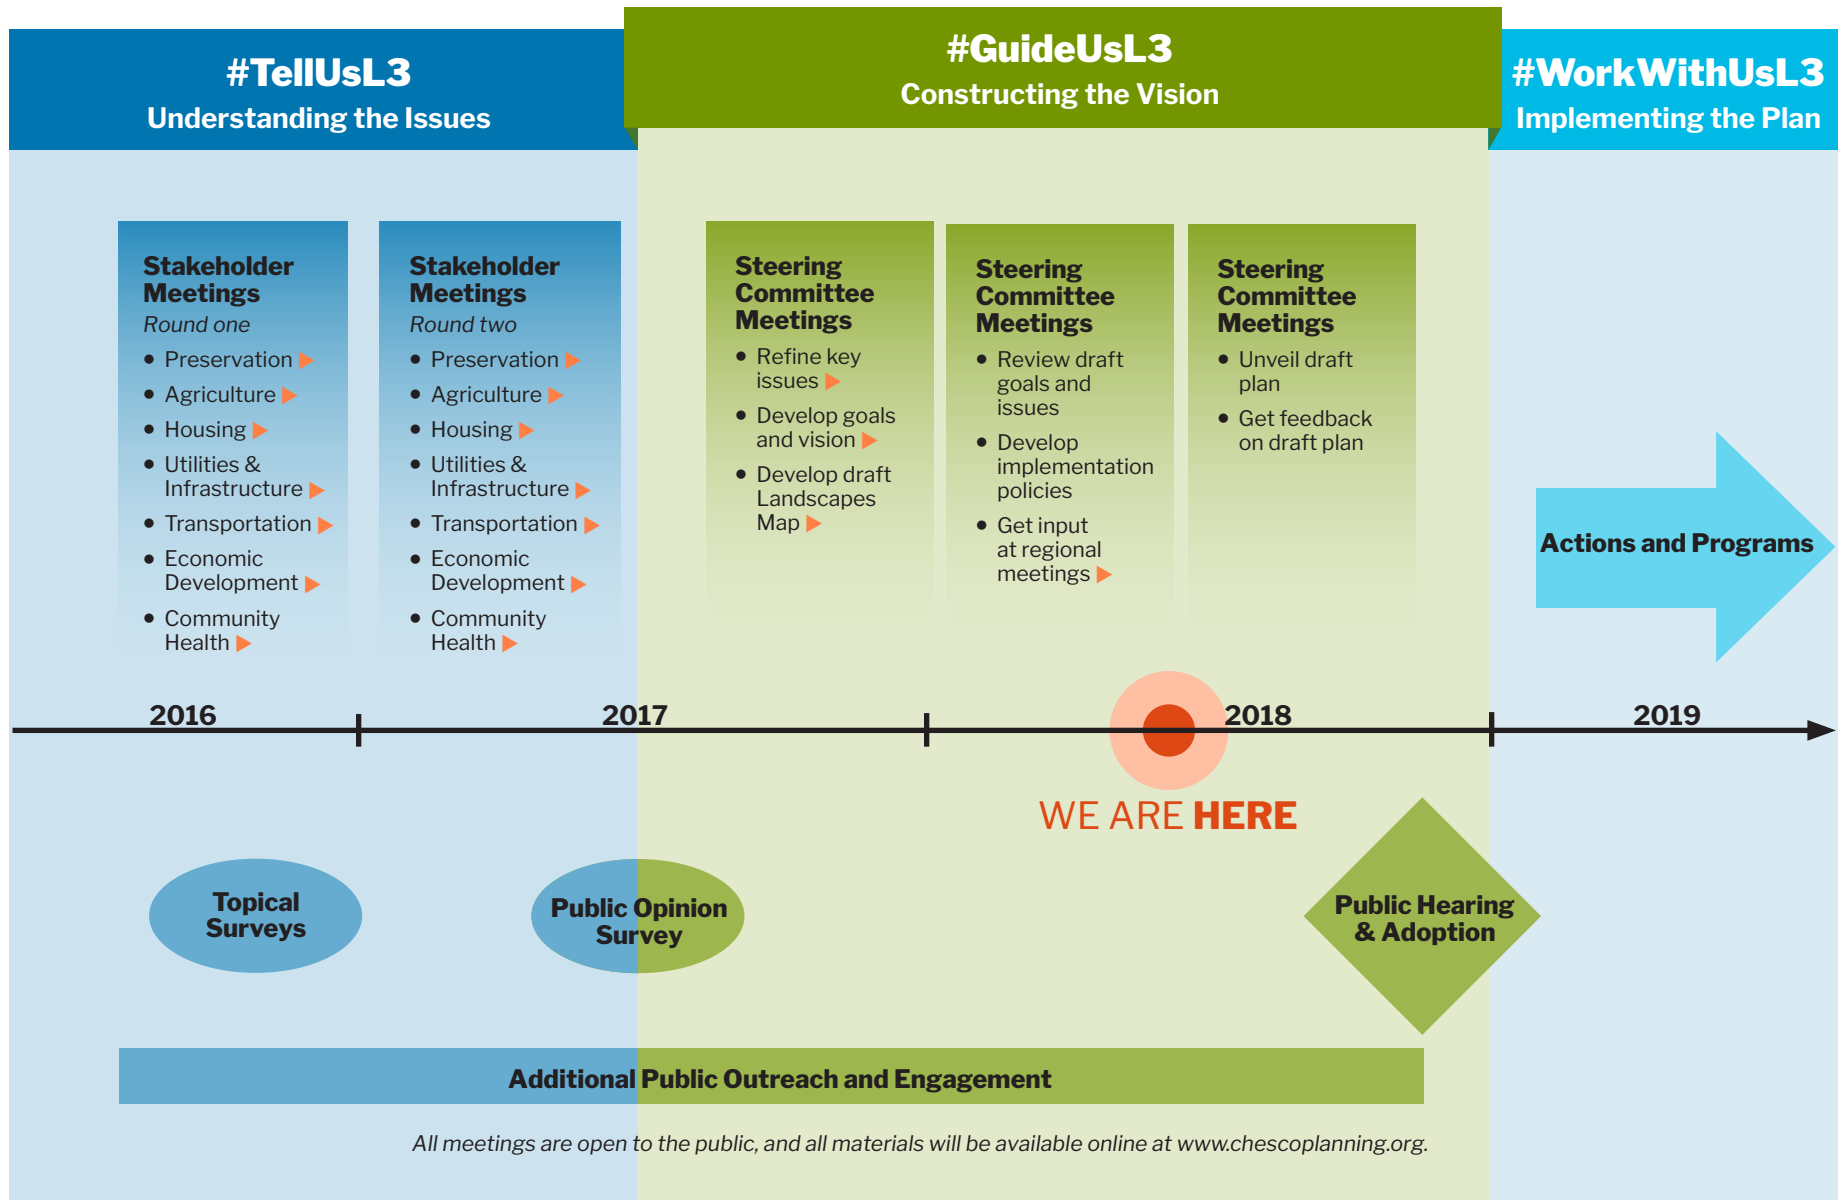 #TellUsL3
Understanding the Issues
#GuideUsL3
Constructing the Vision
#WorkWithUsL3
Implementing the Plan
Stakeholder
Meetings
Round one
• Preservation
• Agriculture
• Housing
• Utilities &
Infrastructure
• Transportation
• Economic
Development
• Community
Health
Stakeholder
Meetings
Round two
• Preservation
• Agriculture
• Housing
• Utilities &
Infrastructure
• Transportation
• Economic
Development
• Community
Health
Steering
Committee
Meetings
• Refine key
issues
• Develop goals
and vision
• Develop draft
Landscapes
Map
Steering
Committee
Meetings
• Review draft
goals and
issues
• Develop
implementation
policies
• Get input
at regional
meetings
Steering
Committee
Meetings
• Unveil draft
plan
• Get feedback
on draft plan
Actions and Programs
2016
2017
2018
2019
WE ARE HERE
Topical
Surveys
Public Opinion
Survey
Public Hearing
& Adoption
Additional Public Outreach and Engagement
All meetings are open to the public, and all materials will be available online at www.chescoplanning.org.